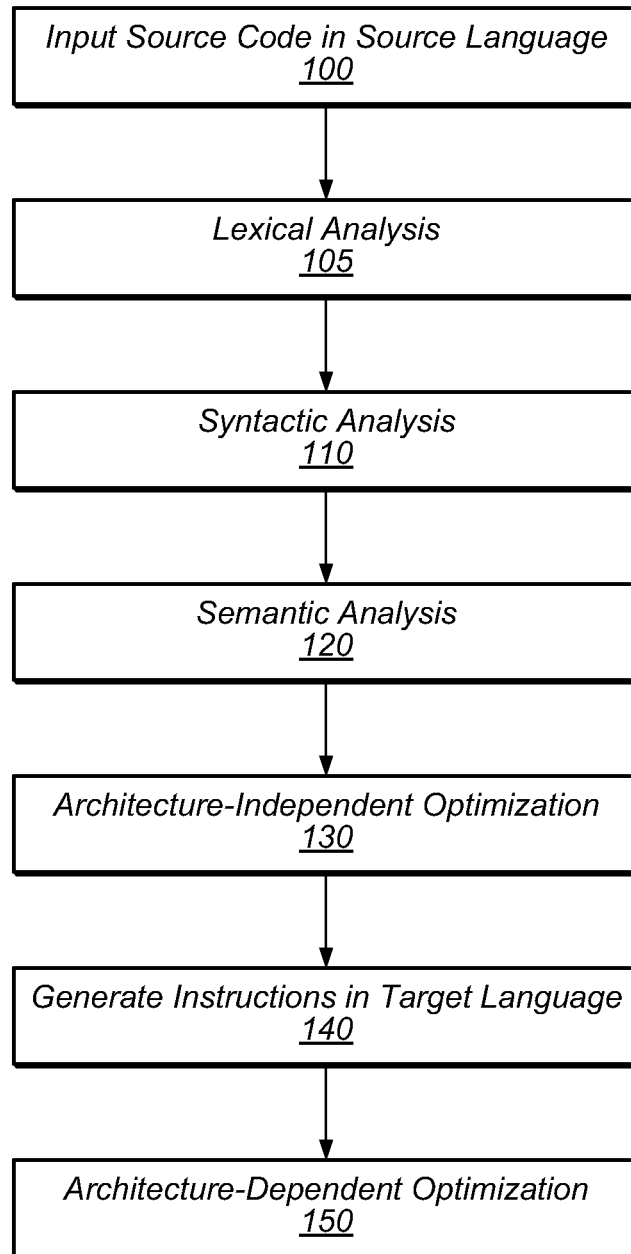 Input Source Code in Source Language
100
Lexical Analysis
105
Syntactic Analysis
110
Semantic Analysis
120
Architecture-Independent Optimization
130
Generate Instructions in Target Language
140
Architecture-Dependent Optimization
150